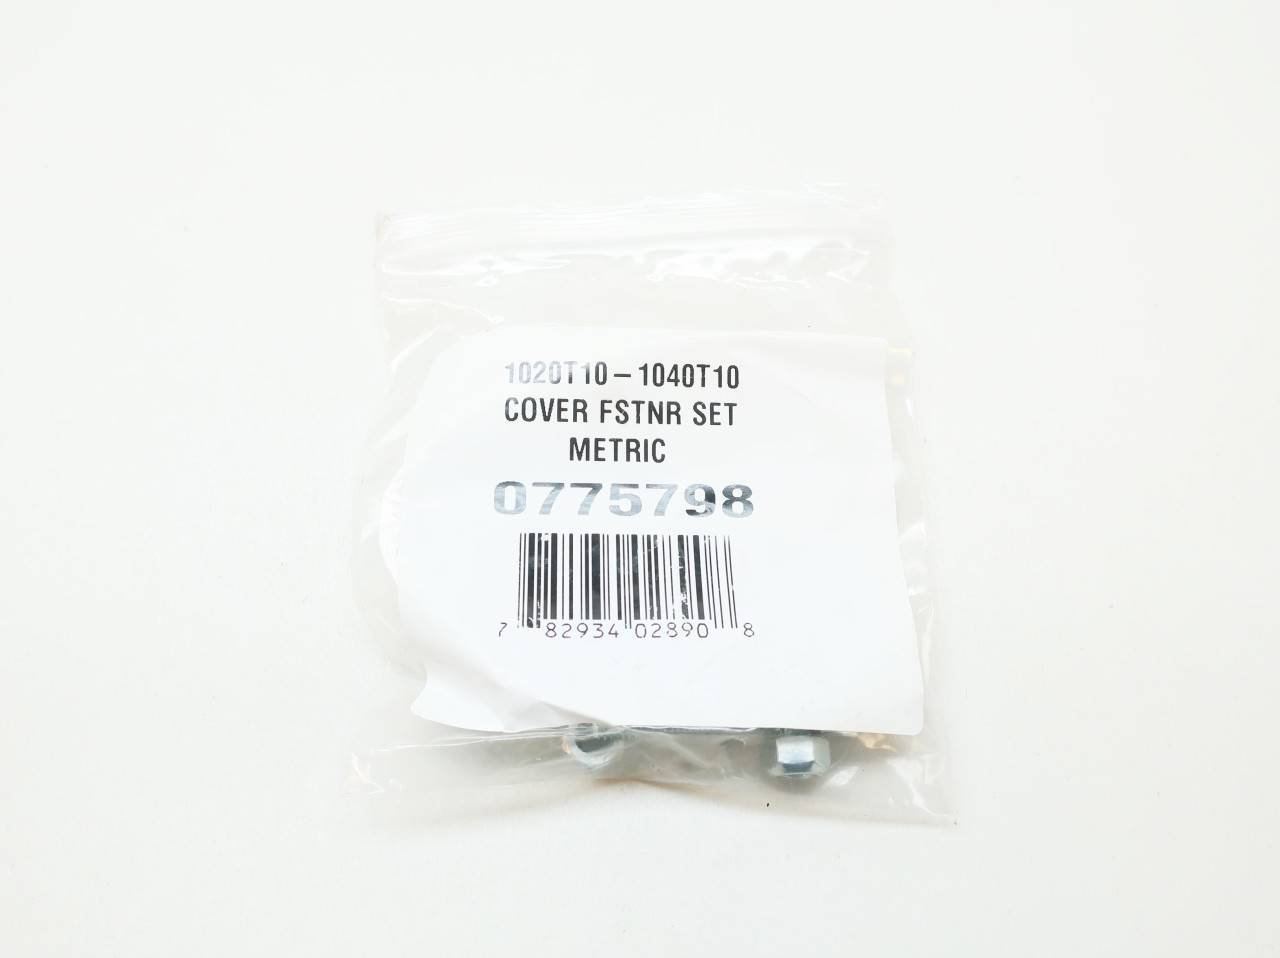 1020T10–1040T10
COVER FSTNR SET
METRIC
0775798
7 82934 02890 8